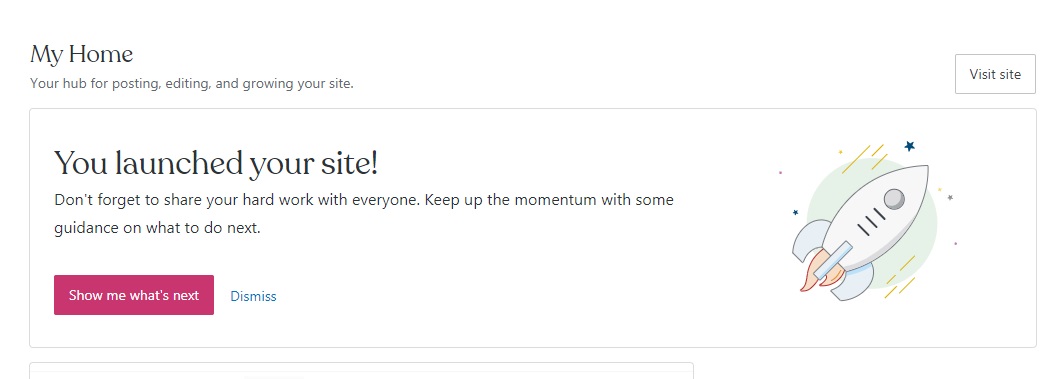 My Home
Your hub for posting, editing, and growing your site.
Visit site
You launched your site!
Don't forget to share your hard work with everyone. Keep up the momentum with some
guidance on what to do next.
Show me what's next
Dismiss